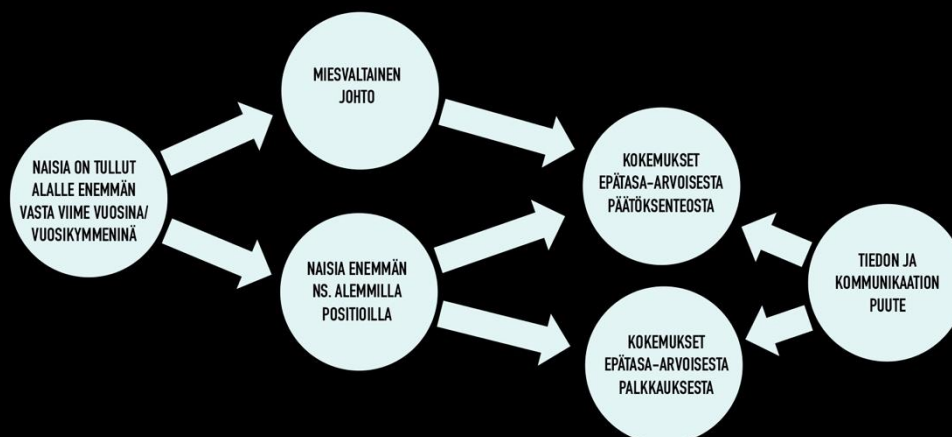 NAISIA ON TULLUT
ALALLE ENEMMÄN
VASTA VIIME VUOSINA/
VUOSIKYMMENINÄ
MIESVALTAINEN
JOHTO
NAISIA ENEMMÄN
NS. ALEMMILLA
POSITIOILLA
KOKEMUKSET
EPÄTASA-ARVOISESTA
PÄÄTÖKSENTEOSTA
KOKEMUKSET
EPÄTASA-ARVOISESTA
PALKKAUKSESTA
TIEDON JA
KOMMUNIKAATION
PUUTE